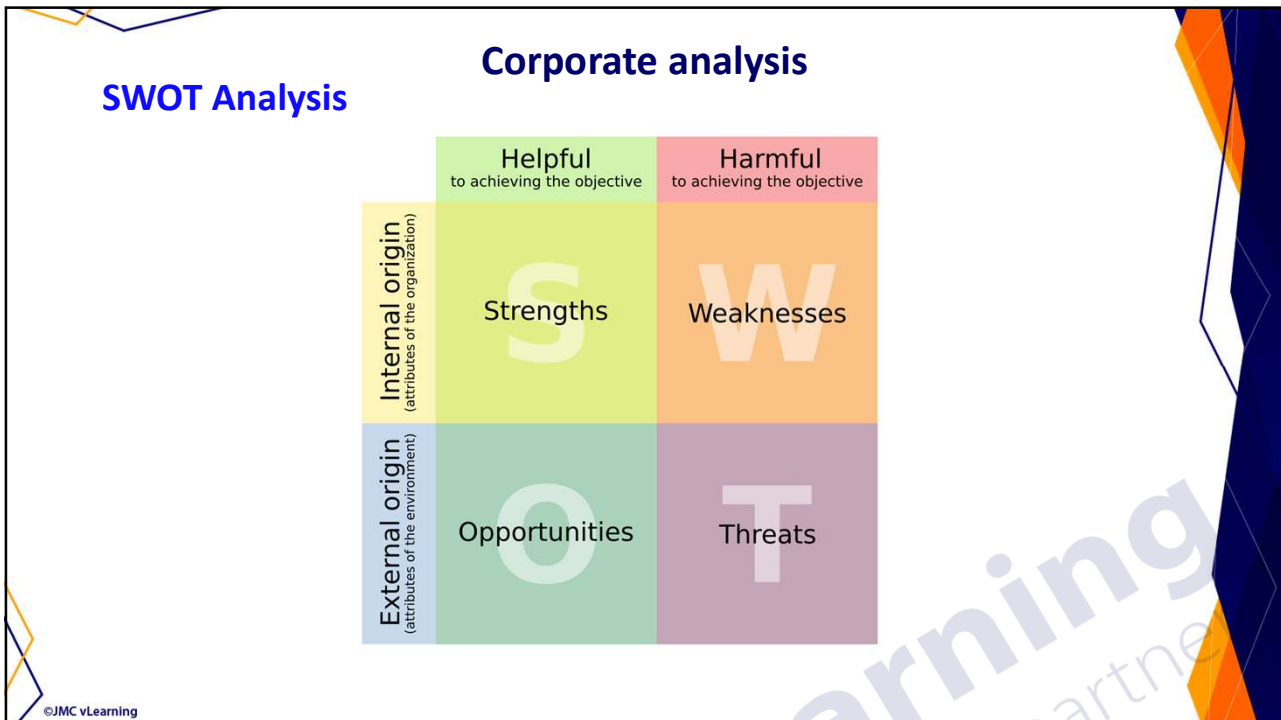 Corporate analysis
SWOT Analysis
Helpful
to achieving the objective
Harmful
to achieving the objective
Internal origin
(attributes of the organization)
S
Strengths
W
Weaknesses
External origin
(attributes of the environment)
O
Opportunities
T
Threats
©JMC vLearning